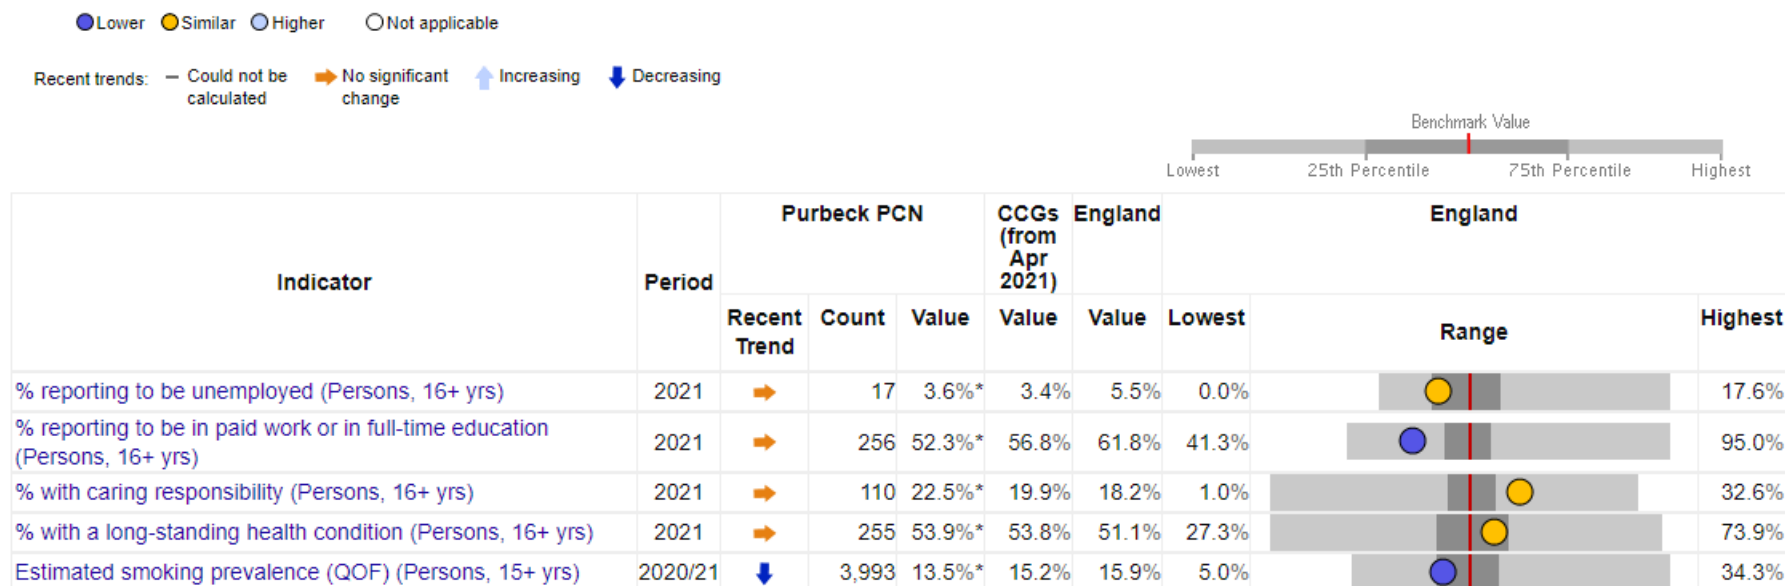 Lower Similar Higher Not applicable
Recent trends: – Could not be calculated No significant change Increasing Decreasing
Benchmark Value
Lowest 25th Percentile 75th Percentile Highest
Indicator Period Purbeck PCN CCGs (from Apr 2021) England England
Recent Trend Count Value Value Value Lowest Range Highest
% reporting to be unemployed (Persons, 16+ yrs) 2021 17 3.6%* 3.4% 5.5% 0.0% 17.6%
% reporting to be in paid work or in full-time education
(Persons, 16+ yrs) 2021 256 52.3%* 56.8% 61.8% 41.3% 95.0%
% with caring responsibility (Persons, 16+ yrs) 2021 110 22.5%* 19.9% 18.2% 1.0% 32.6%
% with a long-standing health condition (Persons, 16+ yrs) 2021 255 53.9%* 53.8% 51.1% 27.3% 73.9%
Estimated smoking prevalence (QOF) (Persons, 15+ yrs) 2020/21 3,993 13.5%* 15.2% 15.9% 5.0% 34.3%